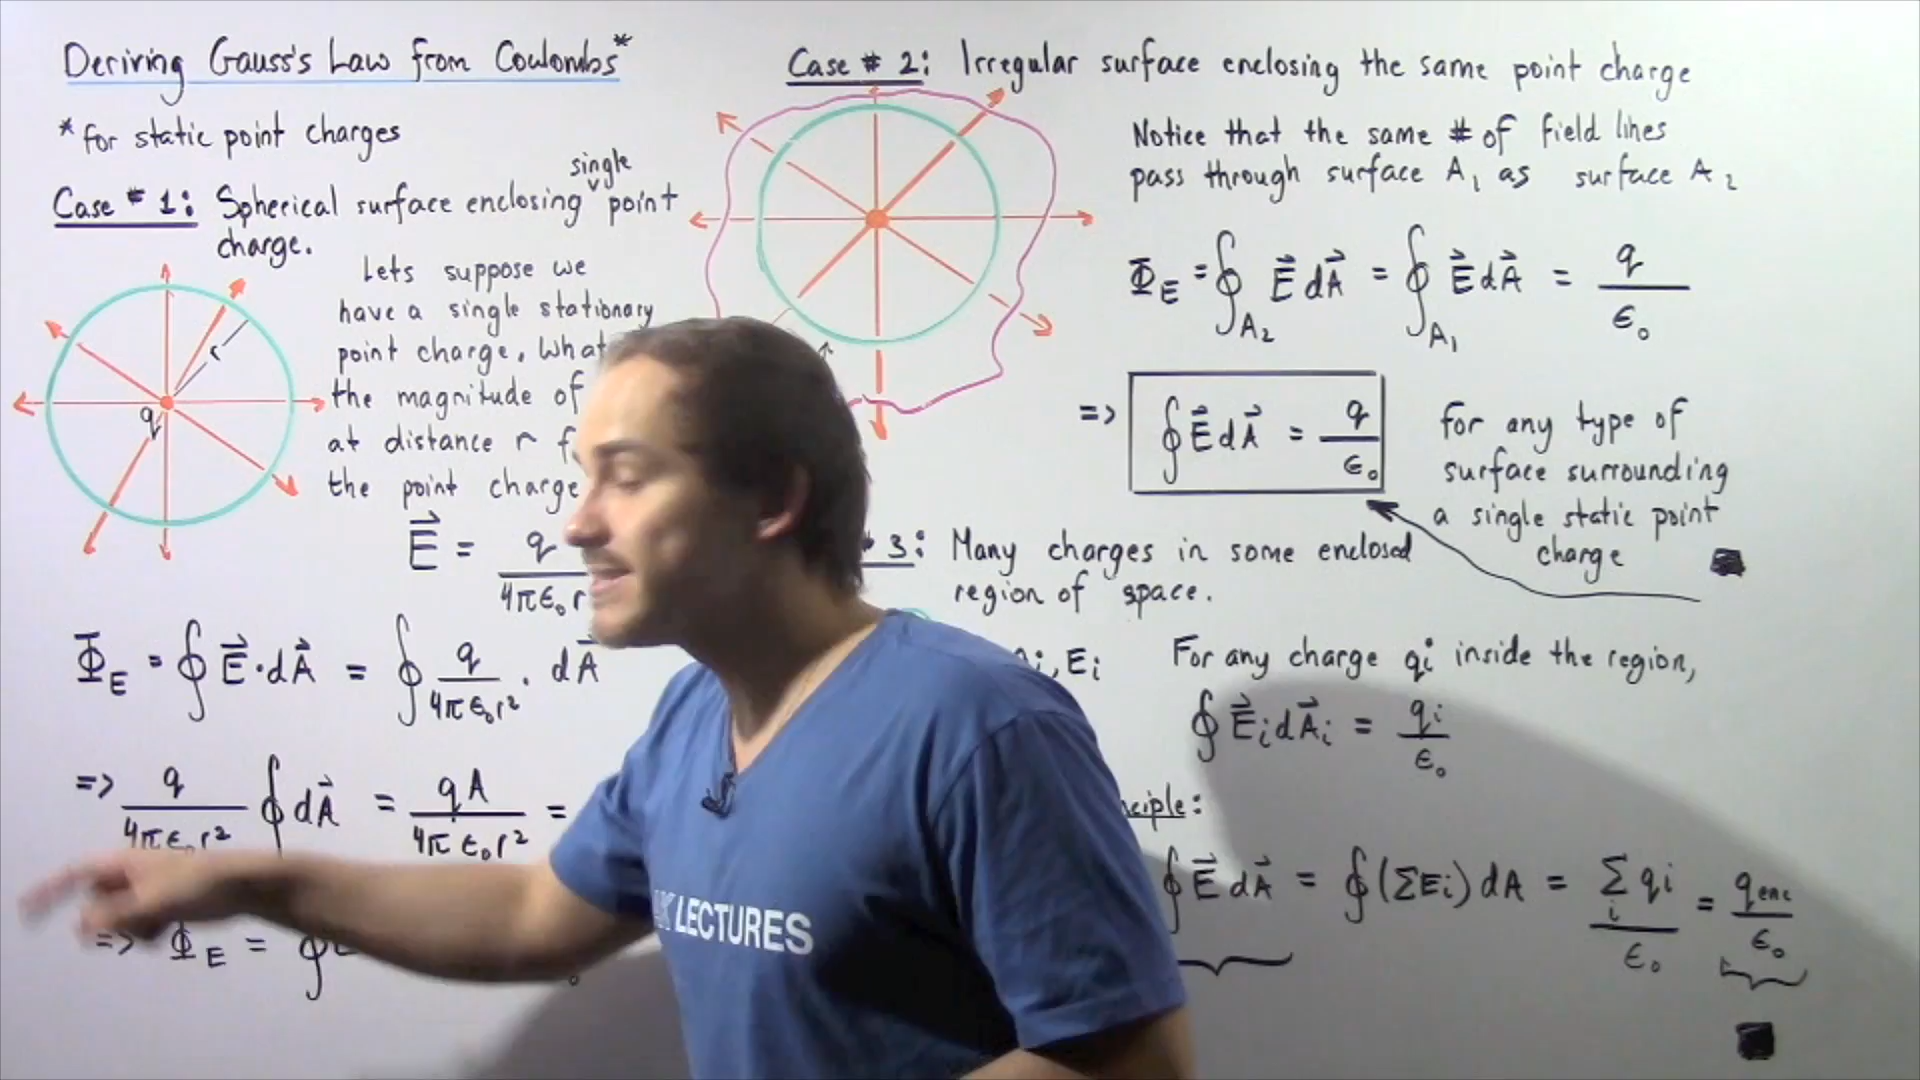 Deriving Gauss's Law from Coulombs*
*for static point charges
single
Case # 1: Spherical surface enclosing point
charge.
Lets suppose we
have a single stationary
point charge. What
the magnitude of
at distance r
the point charge
r
q
E⃗ = q / 4πϵ₀r
Φ_E = ∮ E⃗ · dA⃗ = ∮ q / 4πϵ₀r² · dA⃗
=> q / 4πϵ₀r² ∮ dA⃗ = qA / 4πϵ₀r² =
=> Φ_E = ∮
Case # 2: Irregular surface enclosing the same point charge
Notice that the same # of field lines
pass through surface A₁ as surface A₂
Φ_E = ∮_A₂ E⃗ dA⃗ = ∮_A₁ E⃗ dA⃗ = q / ϵ₀
=> ∮ E⃗ dA⃗ = q / ϵ₀
for any type of
surface surrounding
a single static point
charge
# 3: Many charges in some enclosed
region of space.
qi, Ei
For any charge qi inside the region,
∮ E⃗i dA⃗i = qi / ϵ₀
∮ E⃗ dA⃗ = ∮ (ΣEi) dA = Σi qi / ϵ₀ = qenc / ϵ₀
LECTURES